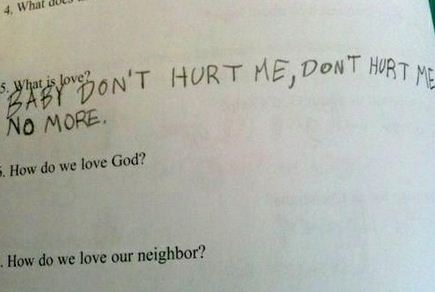 4. What does
5. What is love?
BABY DON'T HURT ME, DON'T HURT ME
NO MORE.
. How do we love God?
. How do we love our neighbor?